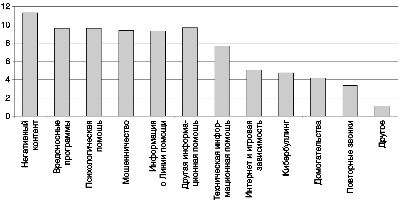 12
10
8
6
4
2
0
Негативный
контент
Вредоносные
программы
Психологическая
помощь
Мошенничество
Информация
о Линии помощи
Другая информа-
ционная помощь
Техническая инфор-
мационная помощь
Интернет и игровая
зависимость
Кибербуллинг
Домогательства
Повторные звонки
Другое